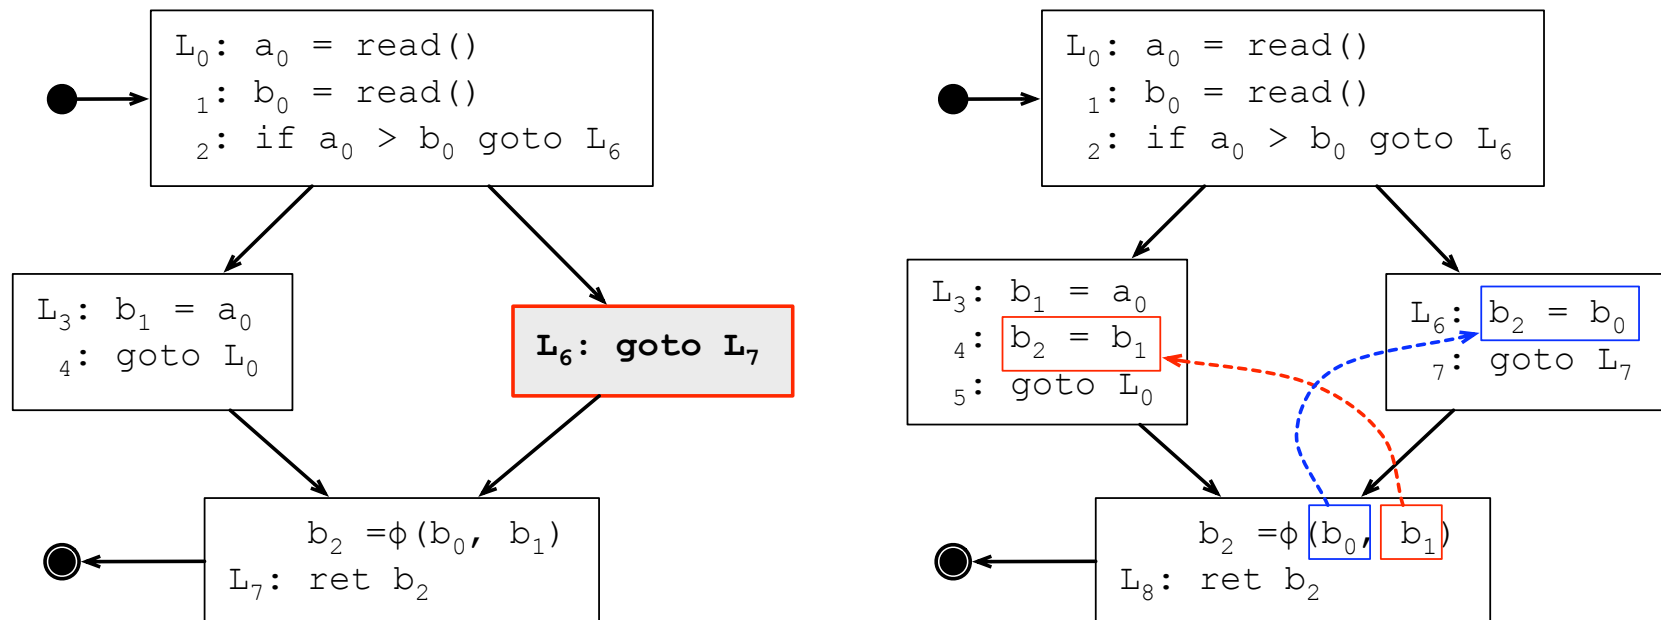 L₀: a₀ = read()
₁: b₀ = read()
₂: if a₀ > b₀ goto L₆
L₃: b₁ = a₀
₄: goto L₀
L₆: goto L₇
b₂ =ϕ(b₀, b₁)
L₇: ret b₂
L₀: a₀ = read()
₁: b₀ = read()
₂: if a₀ > b₀ goto L₆
L₃: b₁ = a₀
₄: b₂ = b₁
₅: goto L₀
L₆: b₂ = b₀
₇: goto L₇
b₂ =ϕ(b₀, b₁)
L₈: ret b₂